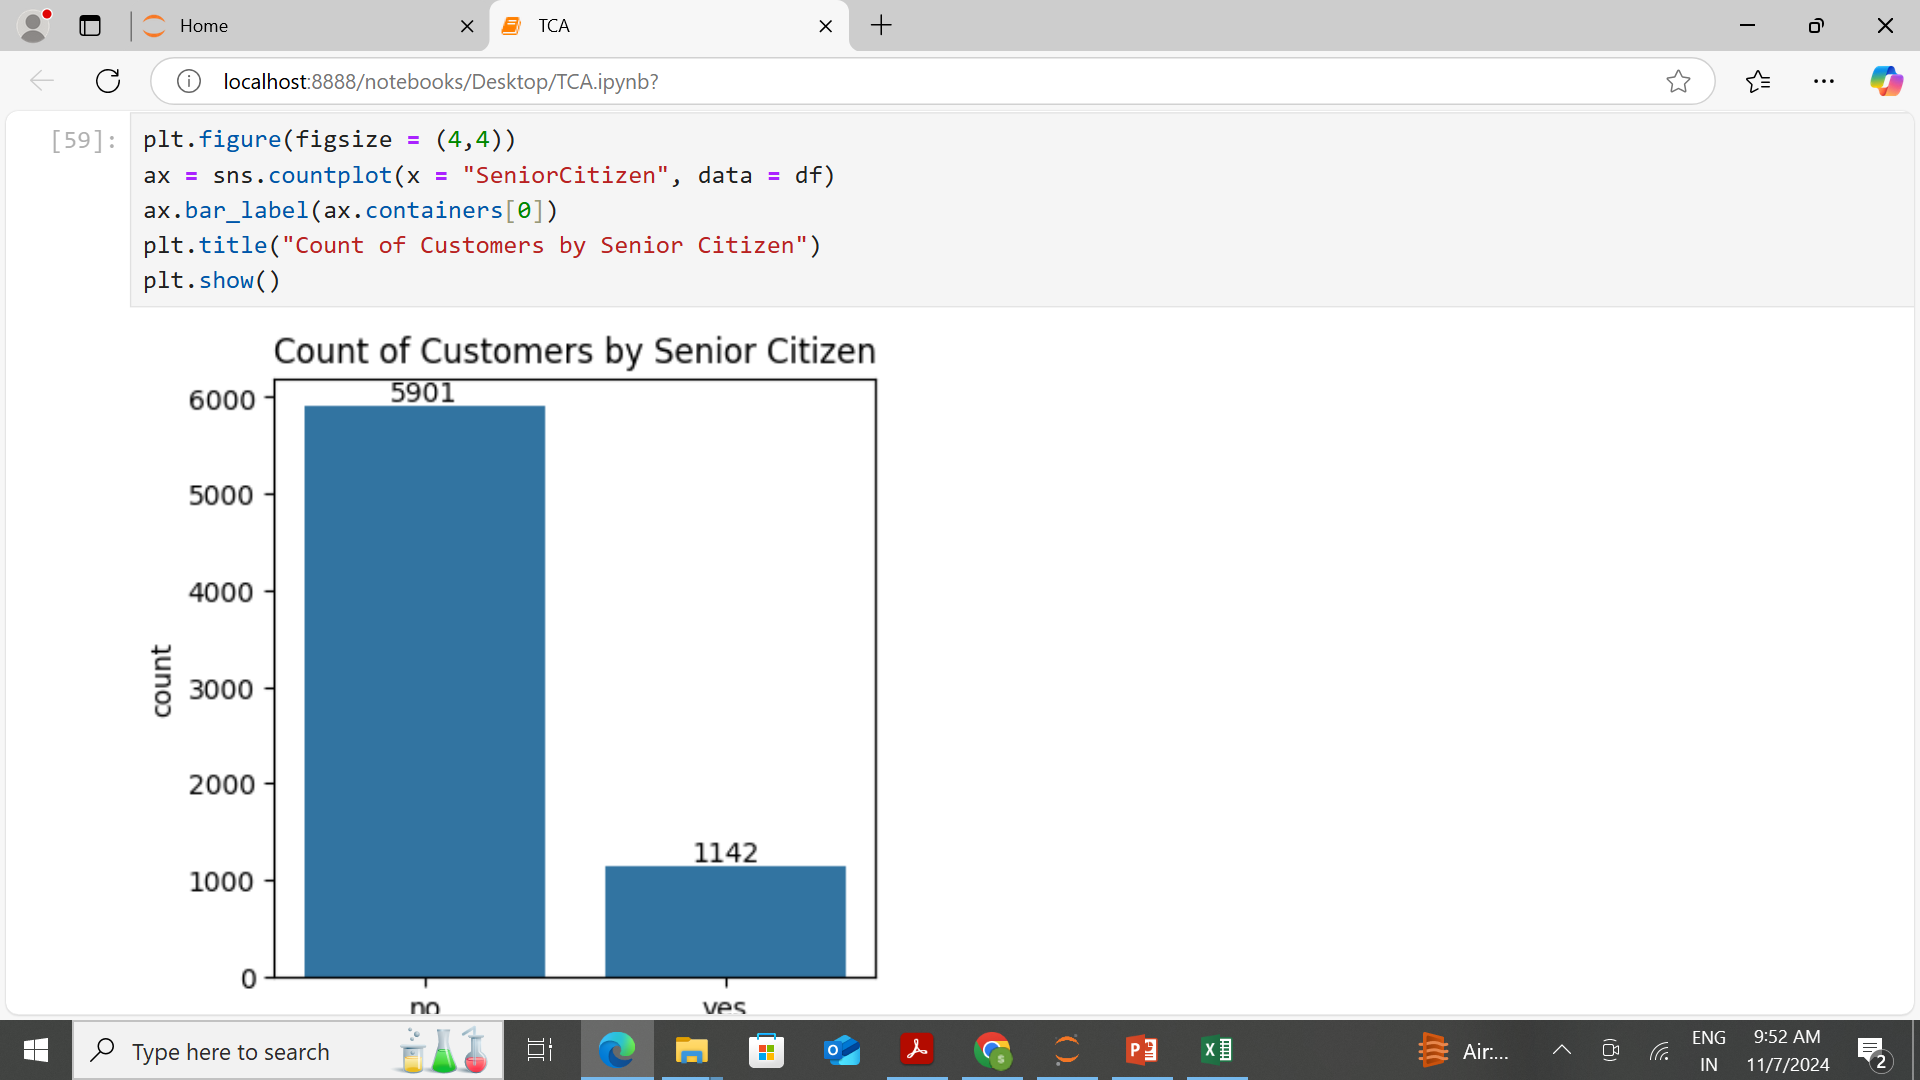 Home
TCA
localhost:8888/notebooks/Desktop/TCA.ipynb?
[59]:
plt.figure(figsize = (4,4))
ax = sns.countplot(x = "SeniorCitizen", data = df)
ax.bar_label(ax.containers[0])
plt.title("Count of Customers by Senior Citizen")
plt.show()
Count of Customers by Senior Citizen
6000
5901
5000
4000
count
3000
2000
1142
1000
0
no yes
Type here to search
Air:...
ENG
IN
9:52 AM
11/7/2024
2